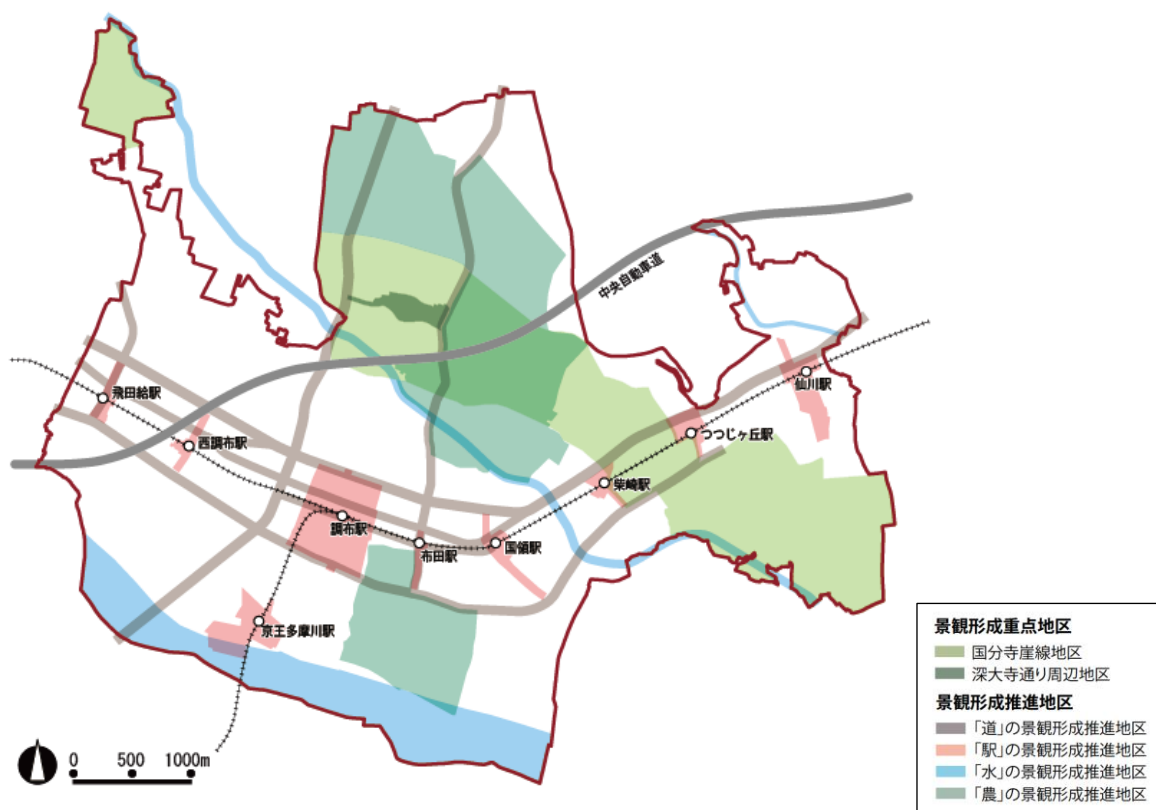 中央自動車道
飛田給駅
西調布駅
調布駅
布田駅
国領駅
京王多摩川駅
柴崎駅
つつじヶ丘駅
仙川駅
0 500 1000m
景観形成重点地区
国分寺崖線地区
深大寺通り周辺地区
景観形成推進地区
「道」の景観形成推進地区
「駅」の景観形成推進地区
「水」の景観形成推進地区
「農」の景観形成推進地区